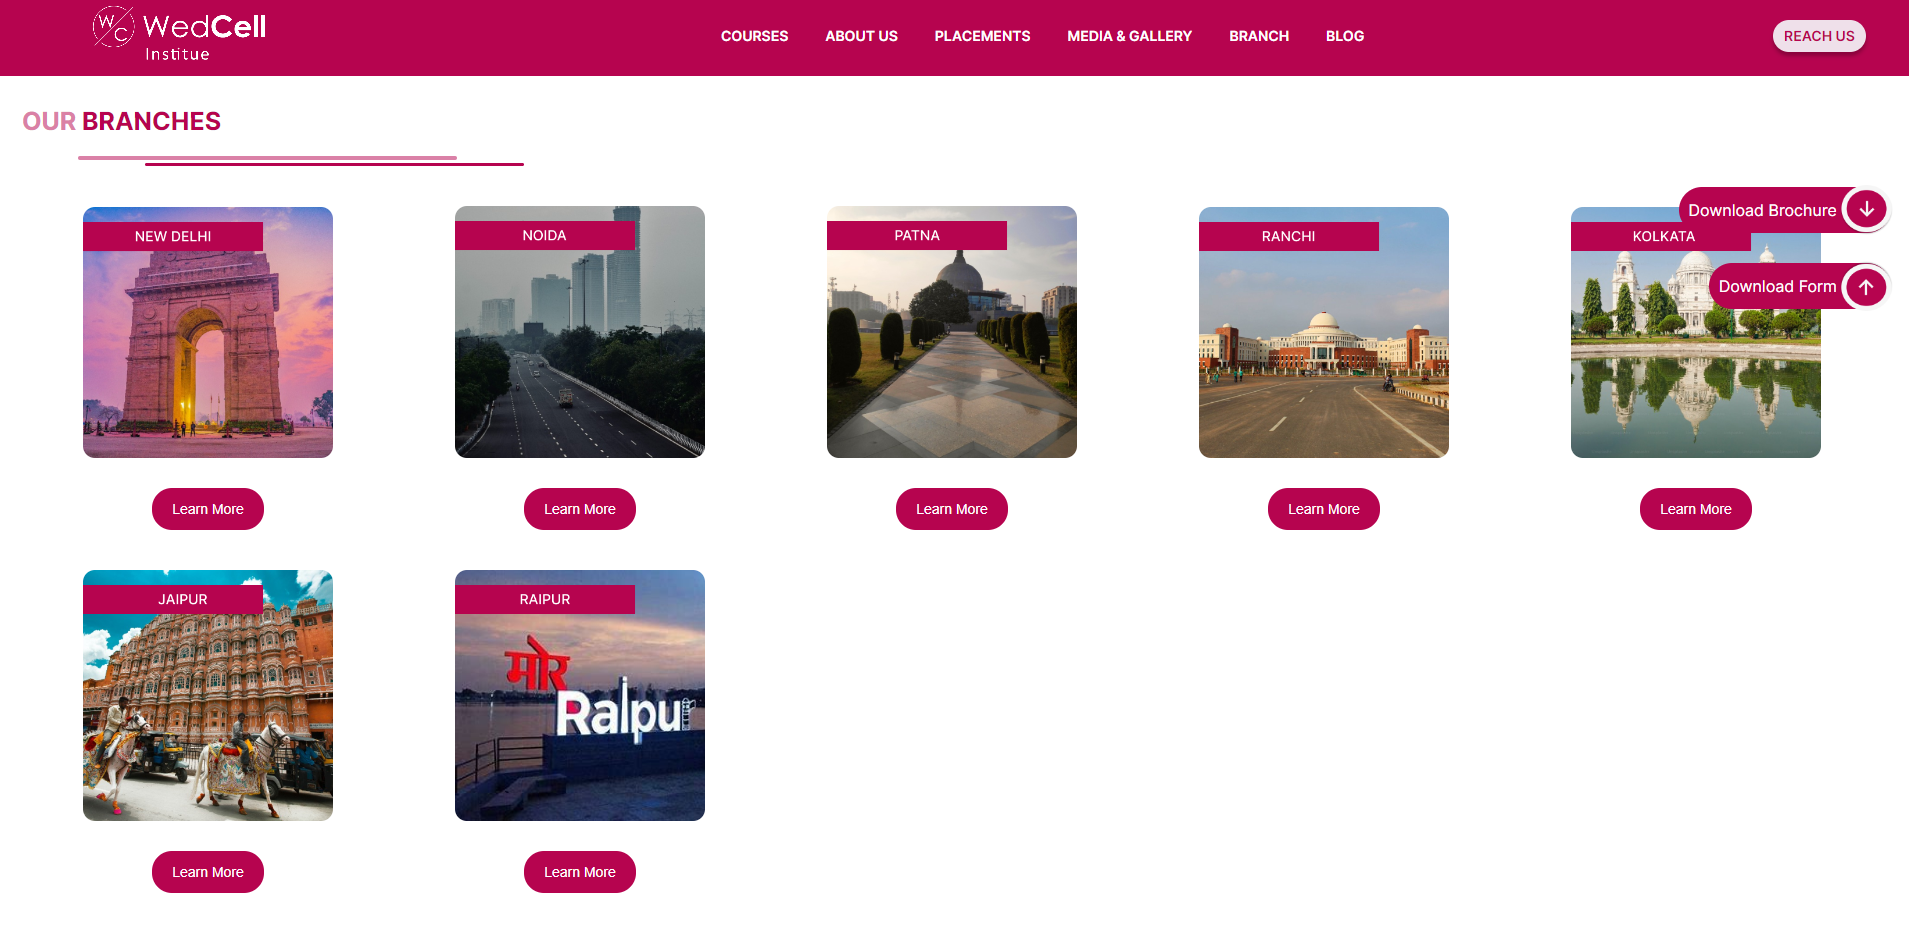 W C WedCell
Institue
COURSES ABOUT US PLACEMENTS MEDIA & GALLERY BRANCH BLOG REACH US
OUR BRANCHES
Download Brochure
NEW DELHI NOIDA PATNA RANCHI KOLKATA
Download Form
Learn More Learn More Learn More Learn More Learn More
JAIPUR RAIPUR
मोर
Raipur
Learn More Learn More